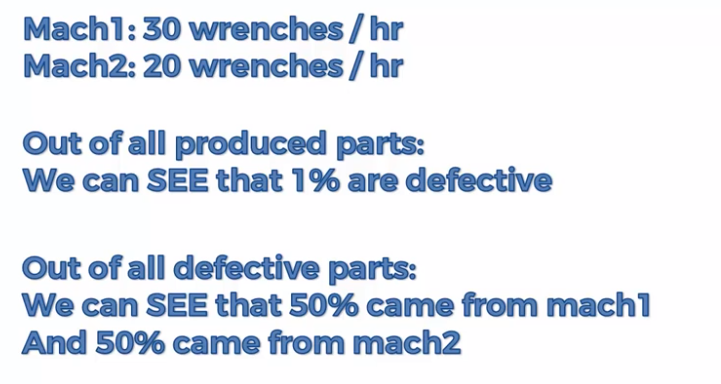 Mach1: 30 wrenches / hr
Mach2: 20 wrenches / hr
Out of all produced parts:
We can SEE that 1% are defective
Out of all defective parts:
We can SEE that 50% came from mach1
And 50% came from mach2